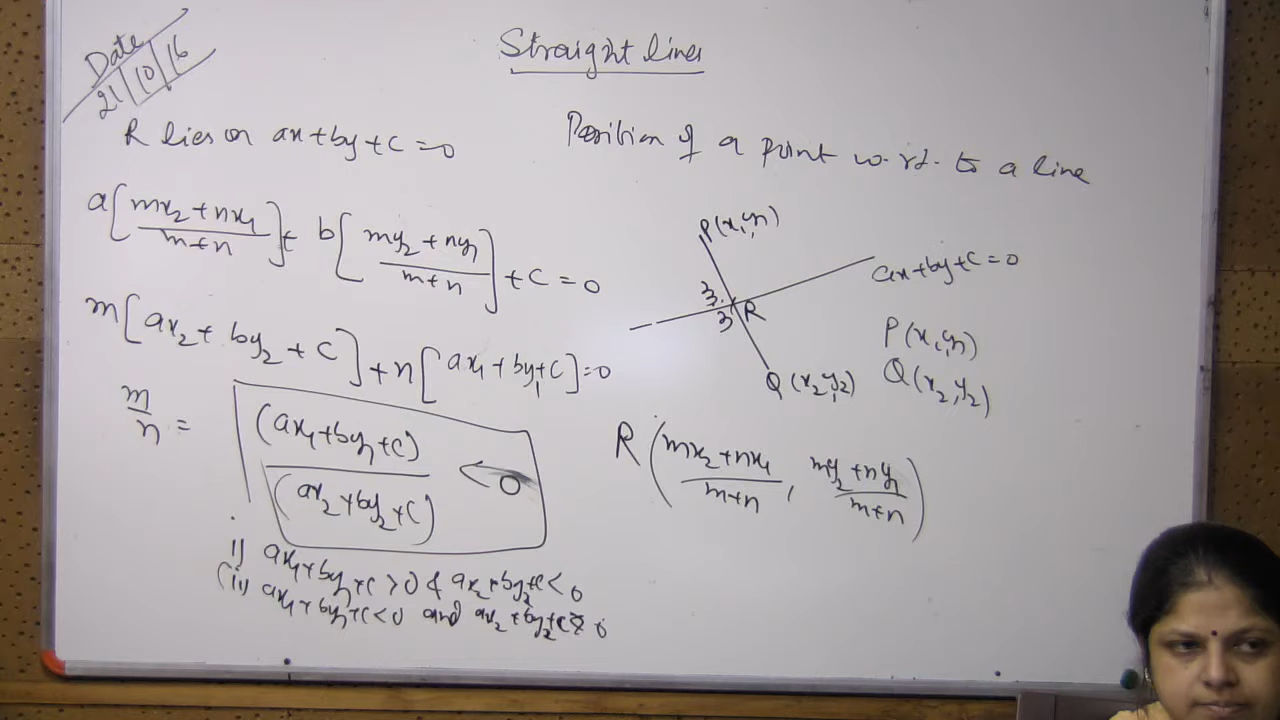 Date
21/10/16
Straight lines
R lies on ax+by+c=0
Position of a point w.r.t. to a line
a[mx₂+nx₁/m+n]+ b[my₂+ny₁/m+n]+c=0
m[ax₂+by₂+c]+n[ax₁+by₁+c]=0
m/n = (ax₁+by₁+c)/(ax₂+by₂+c) <0
i) ax₁+by₁+c>0 & ax₂+by₂+c<0
(ii) ax₁+by₁+c<0 and ax₂+by₂+c 0
P(x₁,y₁)
ax+by+c=0
R
Q(x₂,y₂)
P(x₁,y₁)
Q(x₂,y₂)
R(mx₂+nx₁/m+n, my₂+ny₁/m+n)